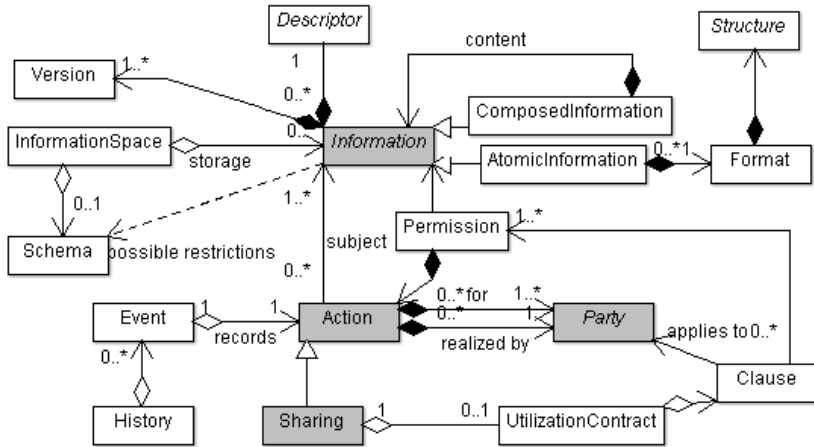 Descriptor
Structure
content
1
Version
1..*
0..*
ComposedInformation
InformationSpace
0..
Information
storage
AtomicInformation
0..*1
Format
0..1
1..*
Permission
1..*
Schema
possible restrictions
subject
0..*
Event
1
1
Action
0..*
for
1..*
0..*
1
Party
records
realized by
applies to
0..*
0..*
Clause
History
Sharing
1
0..1
UtilizationContract